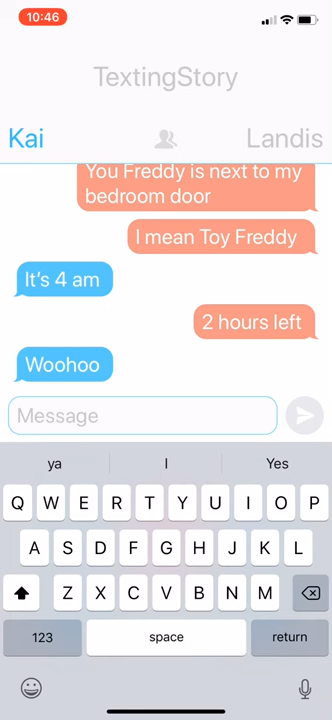 10:46
TextingStory
Kai
Landis
You Freddy is next to my
bedroom door
I mean Toy Freddy
It's 4 am
2 hours left
Woohoo
Message
ya I Yes
Q W E R T Y U I O P
A S D F G H J K L
Z X C V B N M
123 space return